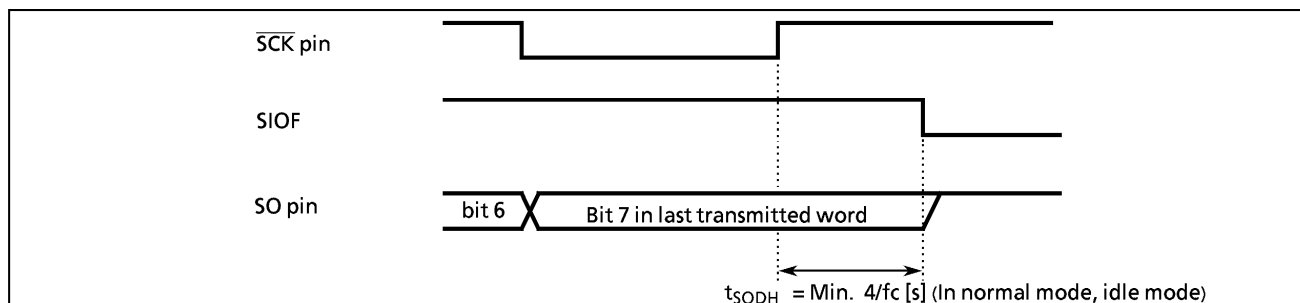 SCK pin
SIOF
SO pin
bit 6
Bit 7 in last transmitted word
tSODH = Min. 4/fc [s] (In normal mode, idle mode)